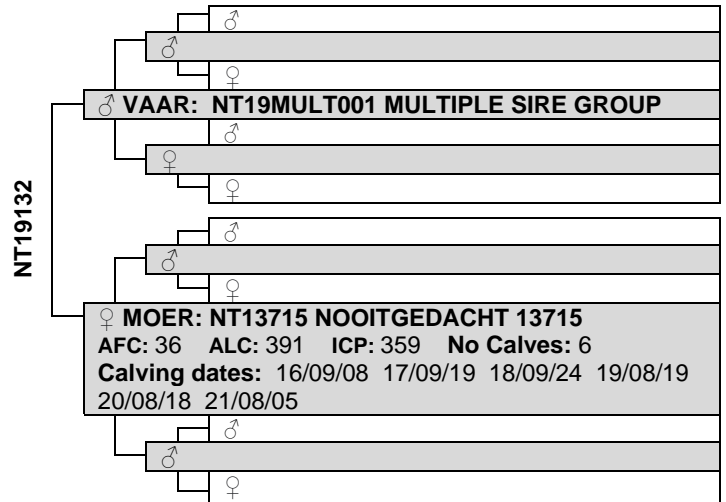 ♂
♂
♀
♂ VAAR: NT19MULT001 MULTIPLE SIRE GROUP
♂
♀
♀
NT19132
♂
♂
♀
♀ MOER: NT13715 NOOITGEDACHT 13715
AFC: 36 ALC: 391 ICP: 359 No Calves: 6
Calving dates: 16/09/08 17/09/19 18/09/24 19/08/19
20/08/18 21/08/05
♂
♂
♀